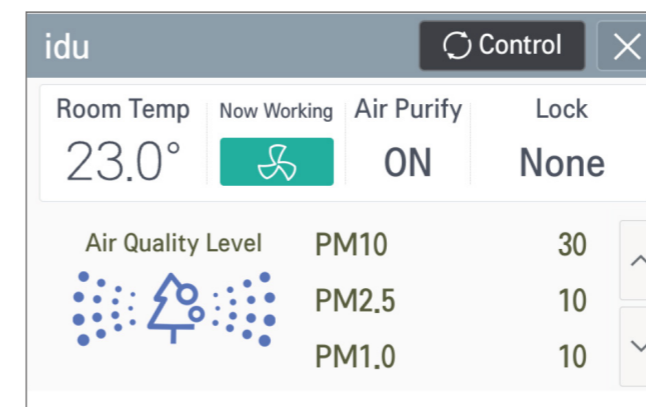 idu
Control
Room Temp
Now Working
Air Purify
Lock
23.0°
ON
None
Air Quality Level
PM10 30
PM2.5 10
PM1.0 10